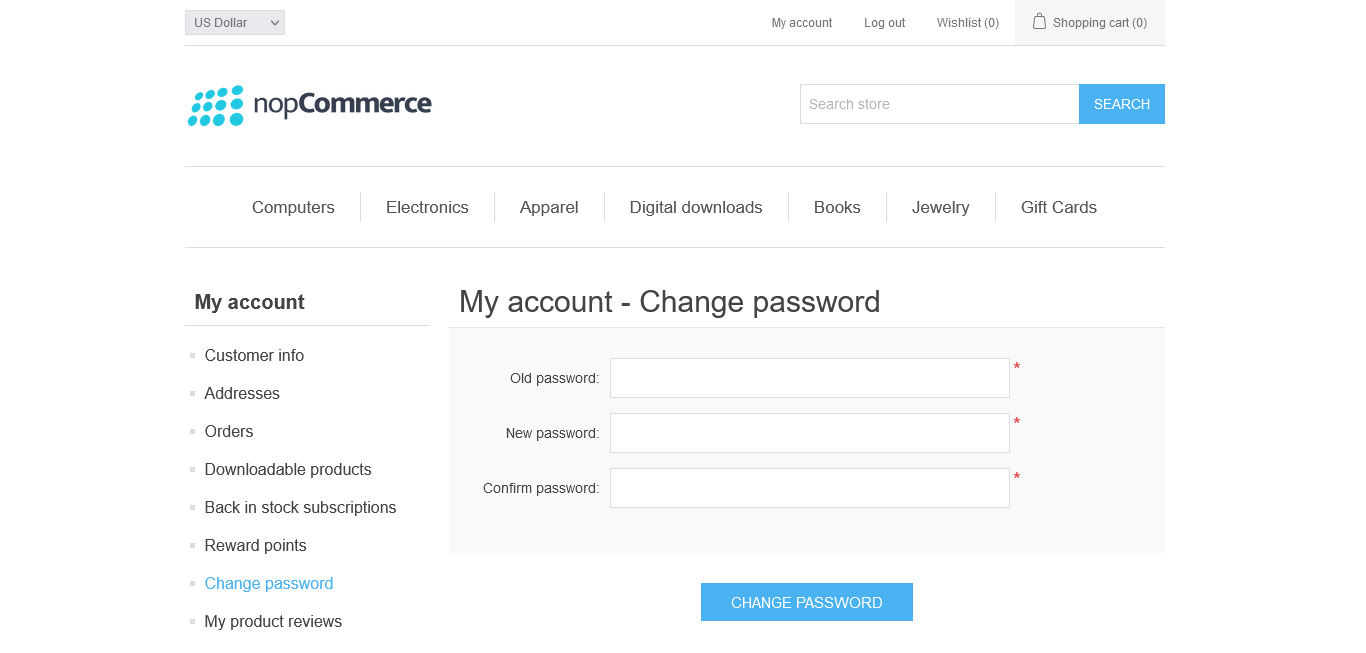 US Dollar
My account
Log out
Wishlist (0)
Shopping cart (0)
nopCommerce
Search store
SEARCH
Computers
Electronics
Apparel
Digital downloads
Books
Jewelry
Gift Cards
My account
Customer info
Addresses
Orders
Downloadable products
Back in stock subscriptions
Reward points
Change password
My product reviews
My account - Change password
Old password: *
New password: *
Confirm password: *
CHANGE PASSWORD